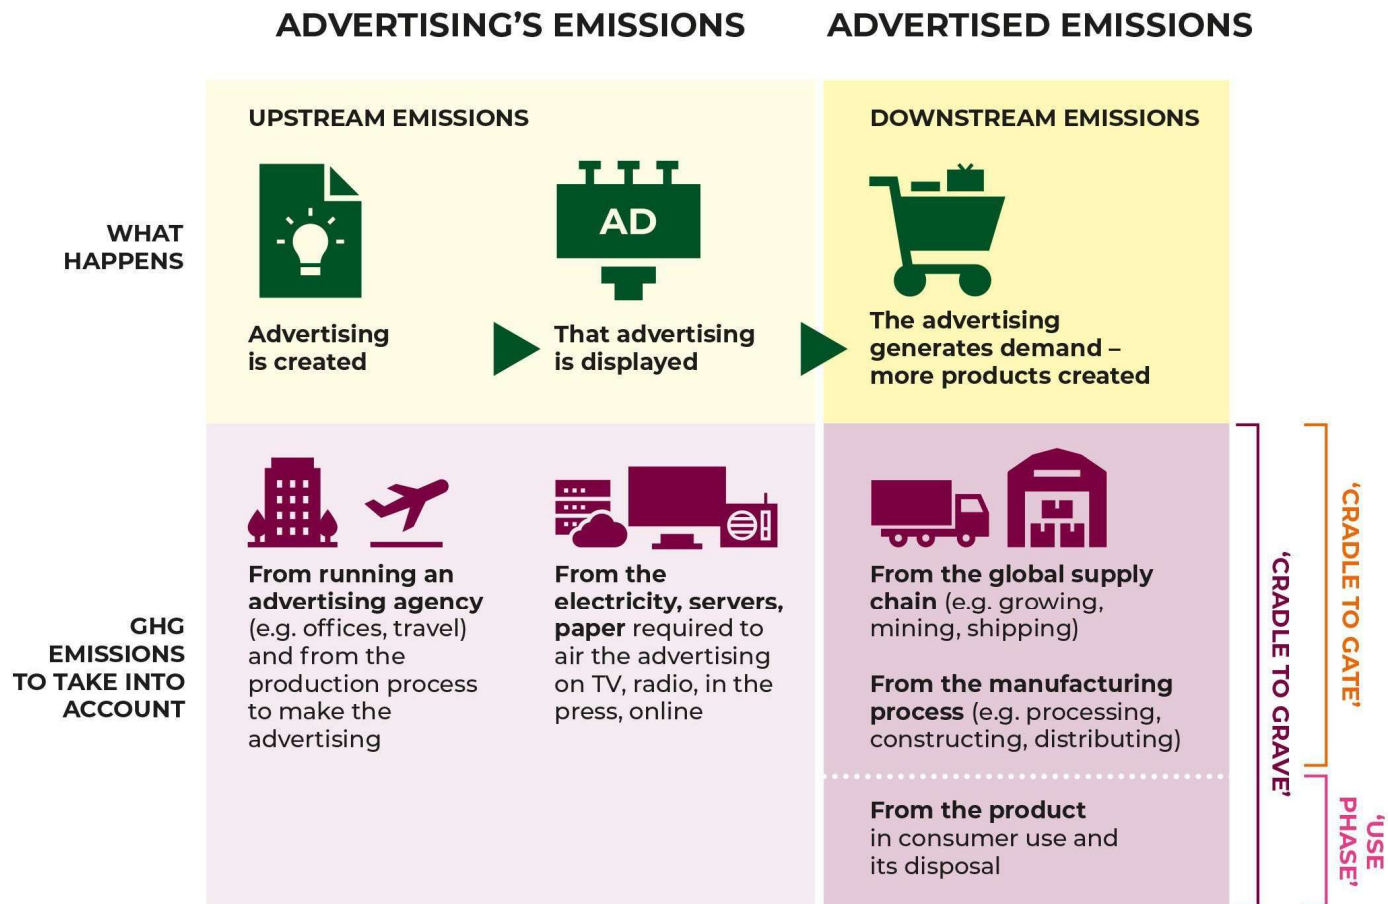 ADVERTISING’S EMISSIONS
ADVERTISED EMISSIONS
UPSTREAM EMISSIONS
DOWNSTREAM EMISSIONS
WHAT
HAPPENS
AD
Advertising
is created
That advertising
is displayed
The advertising
generates demand –
more products created
GHG
EMISSIONS
TO TAKE INTO
ACCOUNT
From running an
advertising agency
(e.g. offices, travel)
and from the
production process
to make the
advertising
From the
electricity, servers,
paper required to
air the advertising
on TV, radio, in the
press, online
From the global supply
chain (e.g. growing,
mining, shipping)
From the manufacturing
process (e.g. processing,
constructing, distributing)
From the product
in consumer use and
its disposal
‘CRADLE TO GRAVE’
‘CRADLE TO GATE’
‘USE
PHASE’